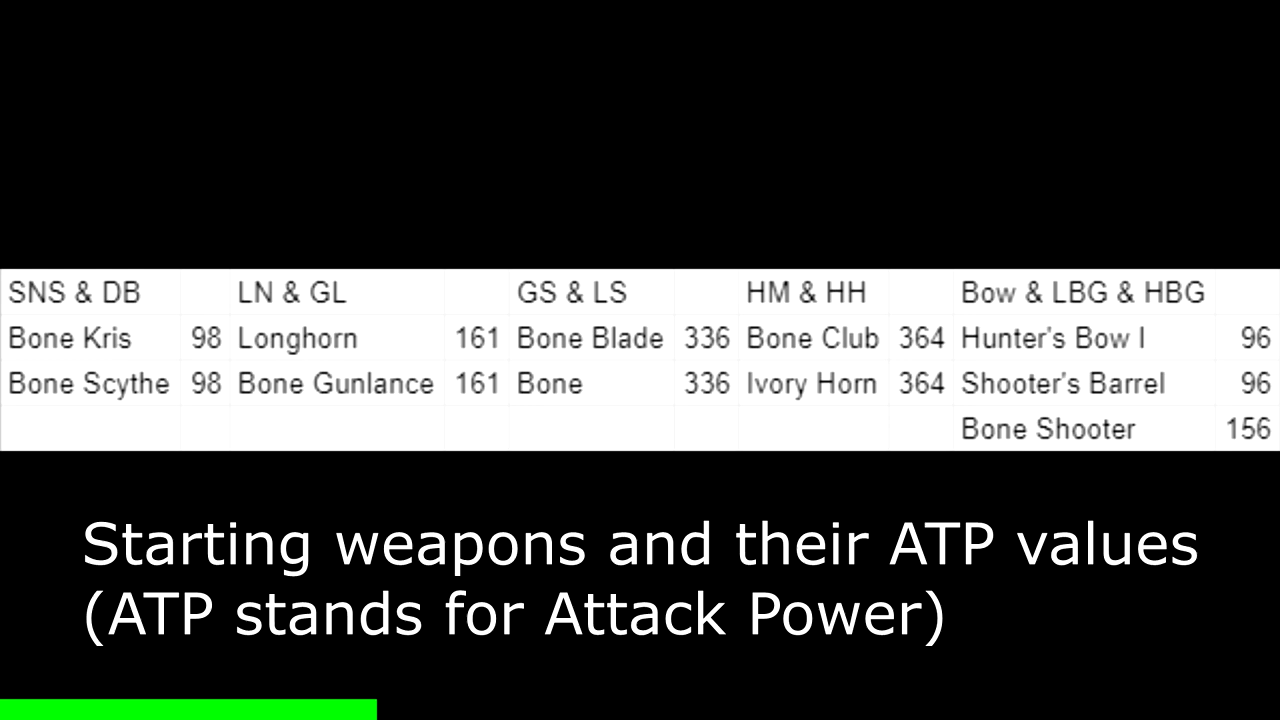 SNS & DB LN & GL GS & LS HM & HH Bow & LBG & HBG
Bone Kris 98 Longhorn 161 Bone Blade 336 Bone Club 364 Hunter's Bow I 96
Bone Scythe 98 Bone Gunlance 161 Bone 336 Ivory Horn 364 Shooter's Barrel 96
Bone Shooter 156
Starting weapons and their ATP values
(ATP stands for Attack Power)